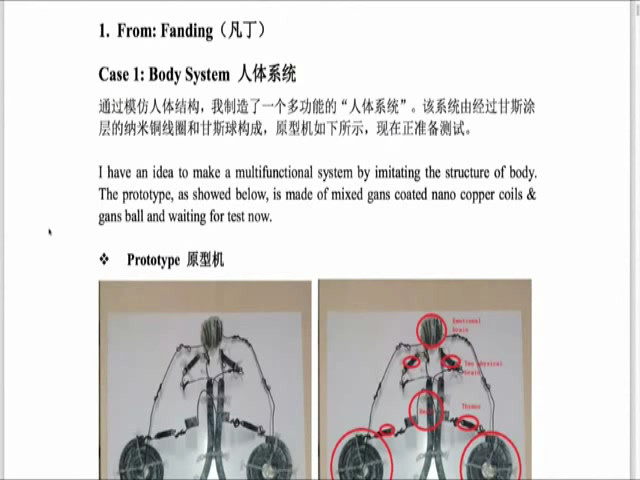 1. From: Fanding（凡丁）
Case 1: Body System 人体系统
通过模仿人体结构，我制造了一个多功能的“人体系统”。该系统由经过甘斯涂
层的纳米铜线圈和甘斯球构成，原型机如下所示，现在正准备测试。
I have an idea to make a multifunctional system by imitating the structure of body.
The prototype, as showed below, is made of mixed gans coated nano copper coils &
gans ball and waiting for test now.
❖ Prototype 原型机
Emotional
brain
Two physical
brain
Thumus